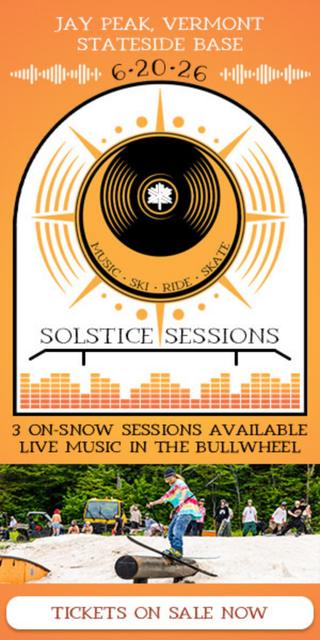 JAY PEAK, VERMONT
STATESIDE BASE
6-20-26
MUSIC · SKI · RIDE · SKATE
SOLSTICE SESSIONS
3 ON-SNOW SESSIONS AVAILABLE
LIVE MUSIC IN THE BULLWHEEL
TICKETS ON SALE NOW